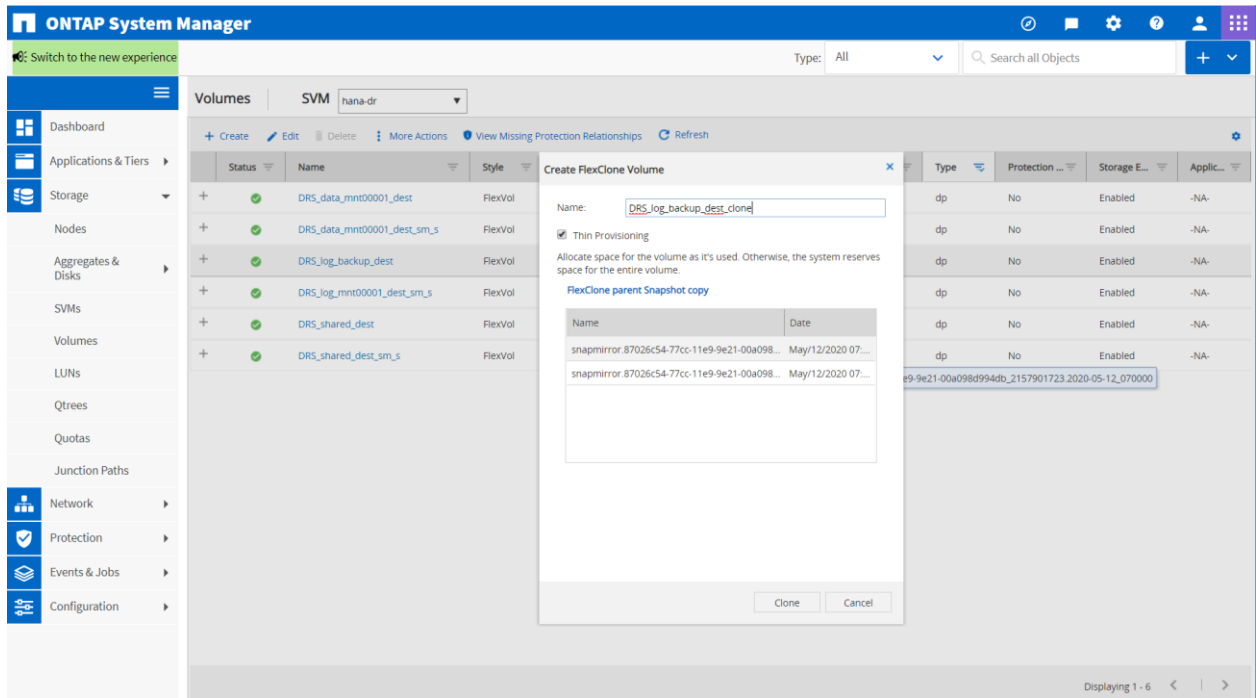 ONTAP System Manager
Switch to the new experience
Type: All
Search all Objects
Volumes SVM hana-dr
Dashboard
Applications & Tiers
Storage
Nodes
Aggregates & Disks
SVMs
Volumes
LUNs
Qtrees
Quotas
Junction Paths
Network
Protection
Events & Jobs
Configuration
+ Create Edit Delete More Actions View Missing Protection Relationships Refresh
Status Name Style Type Protection ... Storage E... Applic...
DRS_data_mnt00001_dest FlexVol dp No Enabled -NA-
DRS_data_mnt00001_dest_sm_s FlexVol dp No Enabled -NA-
DRS_log_backup_dest FlexVol dp No Enabled -NA-
DRS_log_mnt00001_dest_sm_s FlexVol dp No Enabled -NA-
DRS_shared_dest FlexVol dp No Enabled -NA-
DRS_shared_dest_sm_s FlexVol dp No Enabled -NA-
e9-9e21-00a098d994db_2157901723.2020-05-12_070000
Create FlexClone Volume
Name: DRS_log_backup_dest_clone
Thin Provisioning
Allocate space for the volume as it's used. Otherwise, the system reserves
space for the entire volume.
FlexClone parent Snapshot copy
Name Date
snapmirror.87026c54-77cc-11e9-9e21-00a098... May/12/2020 07:...
snapmirror.87026c54-77cc-11e9-9e21-00a098... May/12/2020 07:...
Clone Cancel
Displaying 1 - 6